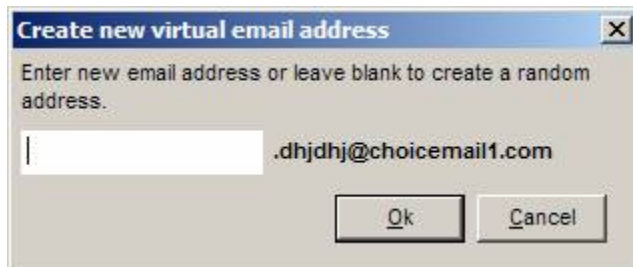 Create new virtual email address
Enter new email address or leave blank to create a random
address.
.dhjdhj@choicemail1.com
Ok
Cancel